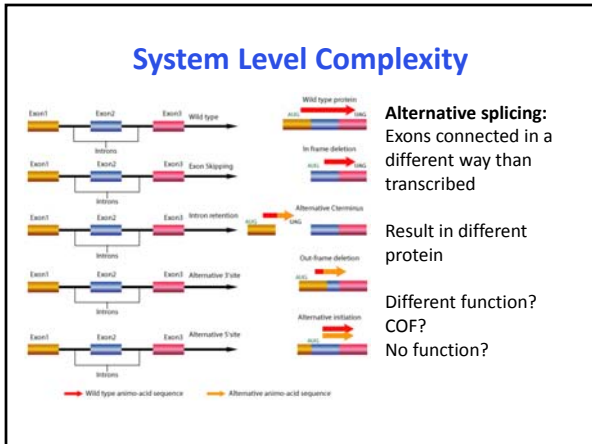 System Level Complexity
Exon1 Exon2 Exon3 Wild type
Introns
Wild type protein
AUG UAG
Exon1 Exon2 Exon3 Exon Skipping
Introns
In frame deletion
AUG UAG
Exon1 Exon2 Exon3 Intron retention
Introns
Alternative Cterminus
AUG UAG
Exon1 Exon2 Exon3 Alternative 3'site
Introns
Out-frame deletion
AUG
Exon1 Exon2 Exon3 Alternative 5'site
Introns
Alternative initiation
AUG
Wild type animo-acid sequence Alternative animo-acid sequence
Alternative splicing:
Exons connected in a
different way than
transcribed
Result in different
protein
Different function?
COF?
No function?